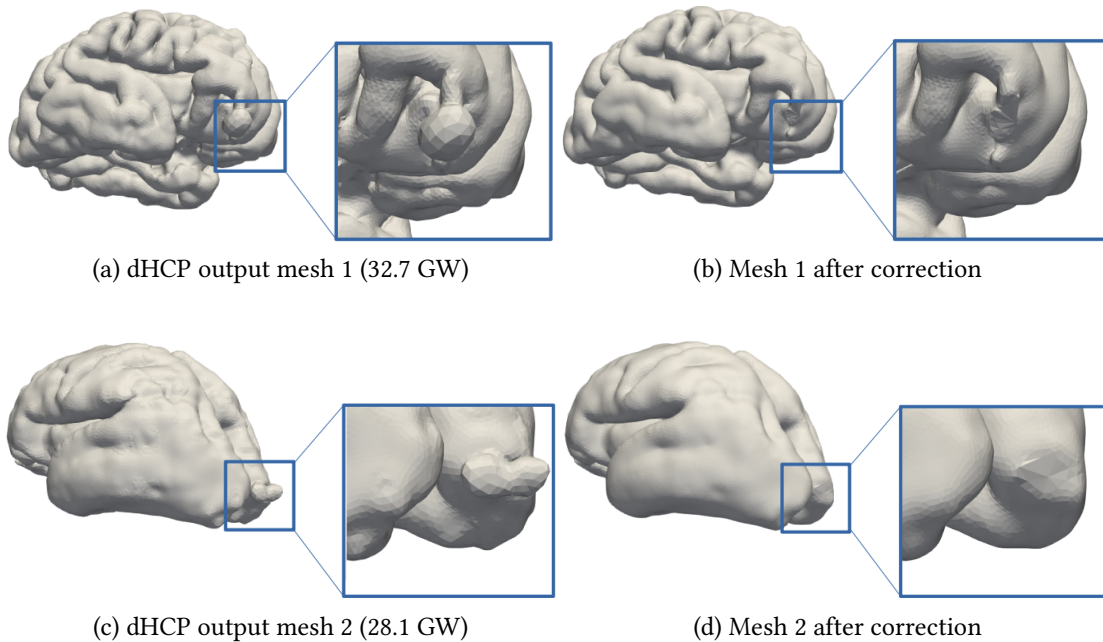 (a) dHCP output mesh 1 (32.7 GW)
(b) Mesh 1 after correction
(c) dHCP output mesh 2 (28.1 GW)
(d) Mesh 2 after correction